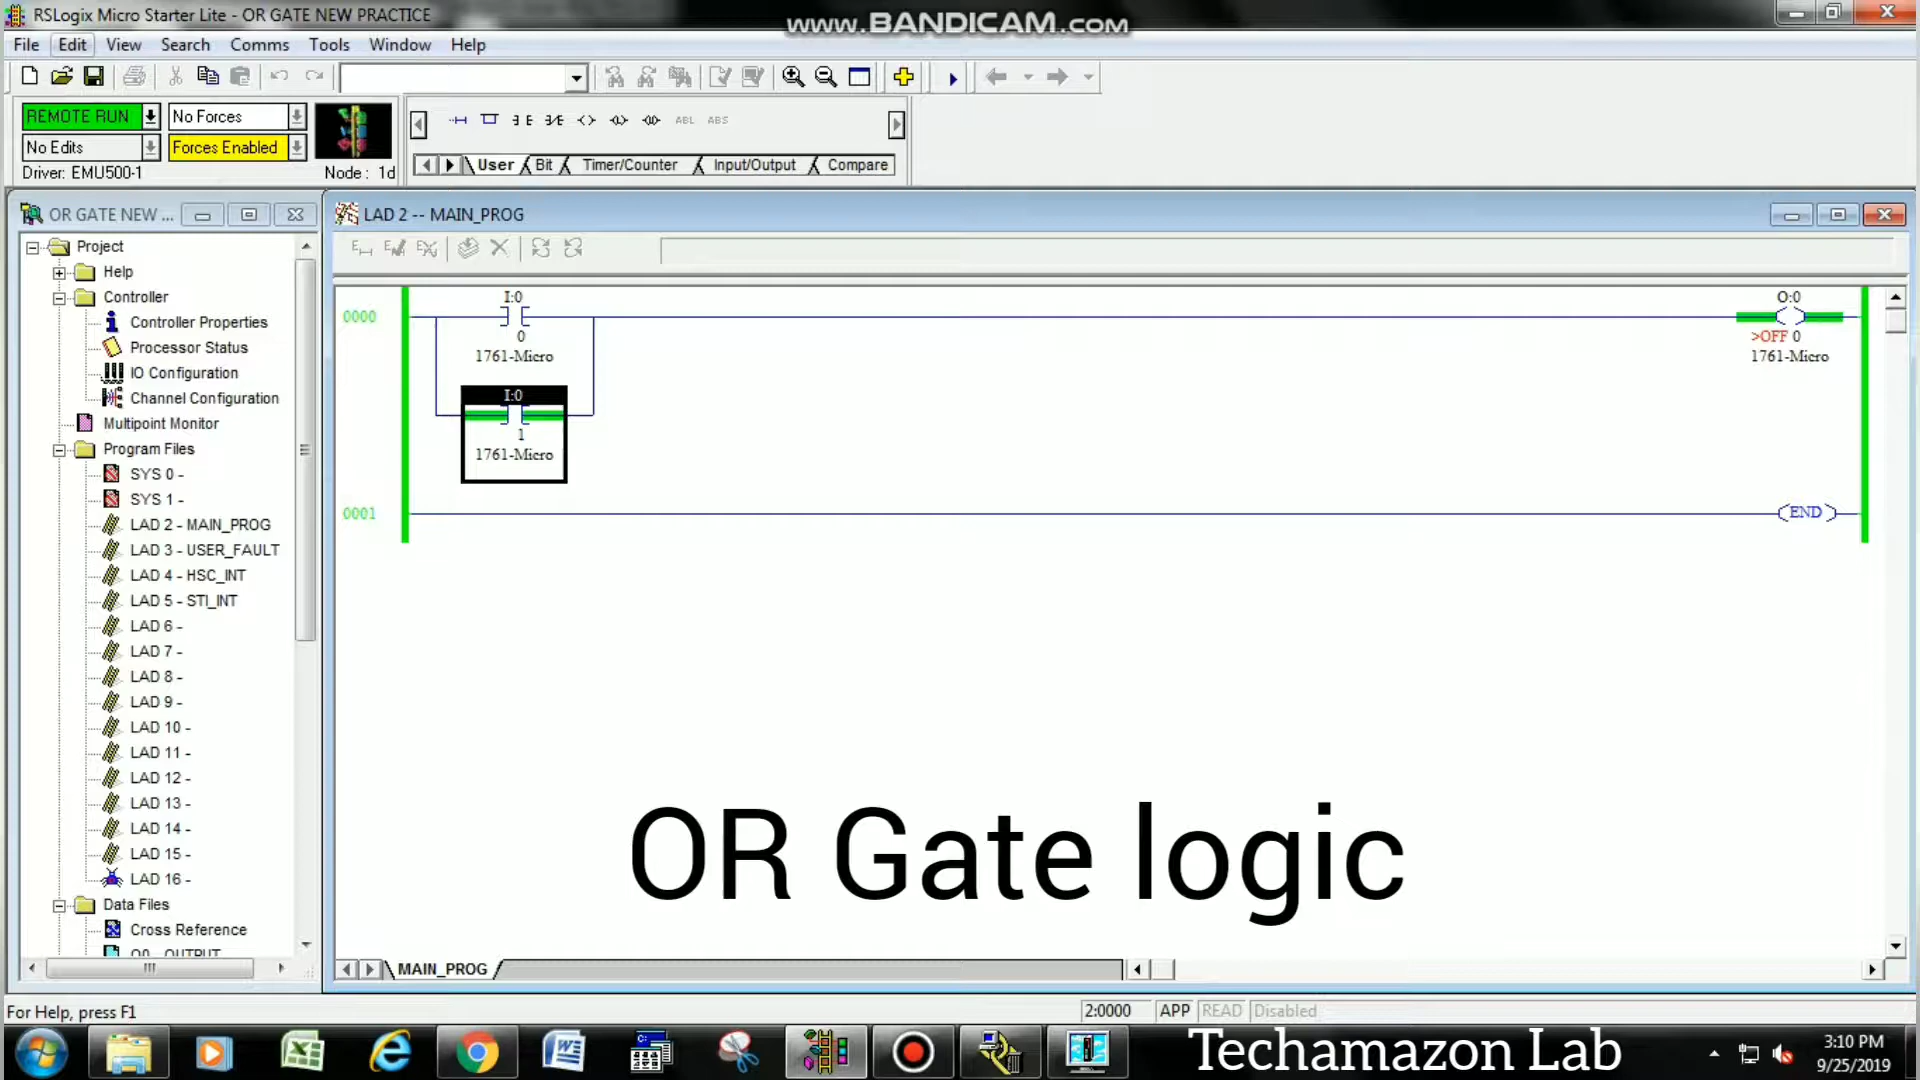 RSLogix Micro Starter Lite - OR GATE NEW PRACTICE
www.BANDICAM.com
File Edit View Search Comms Tools Window Help
REMOTE RUN No Forces
No Edits Forces Enabled
Driver: EMU500-1 Node: 1d
ABL ABS
User Bit Timer/Counter Input/Output Compare
OR GATE NEW ...
Project
Help
Controller
Controller Properties
Processor Status
IO Configuration
Channel Configuration
Multipoint Monitor
Program Files
SYS 0 -
SYS 1 -
LAD 2 - MAIN_PROG
LAD 3 - USER_FAULT
LAD 4 - HSC_INT
LAD 5 - STI_INT
LAD 6 -
LAD 7 -
LAD 8 -
LAD 9 -
LAD 10 -
LAD 11 -
LAD 12 -
LAD 13 -
LAD 14 -
LAD 15 -
LAD 16 -
Data Files
Cross Reference
LAD 2 -- MAIN_PROG
I:0 O:0
0000
0 >OFF 0
1761-Micro 1761-Micro
I:0
1
1761-Micro
0001 END
OR Gate logic
MAIN_PROG
For Help, press F1 2:0000 APP READ Disabled
Techamazon Lab
3:10 PM
9/25/2019